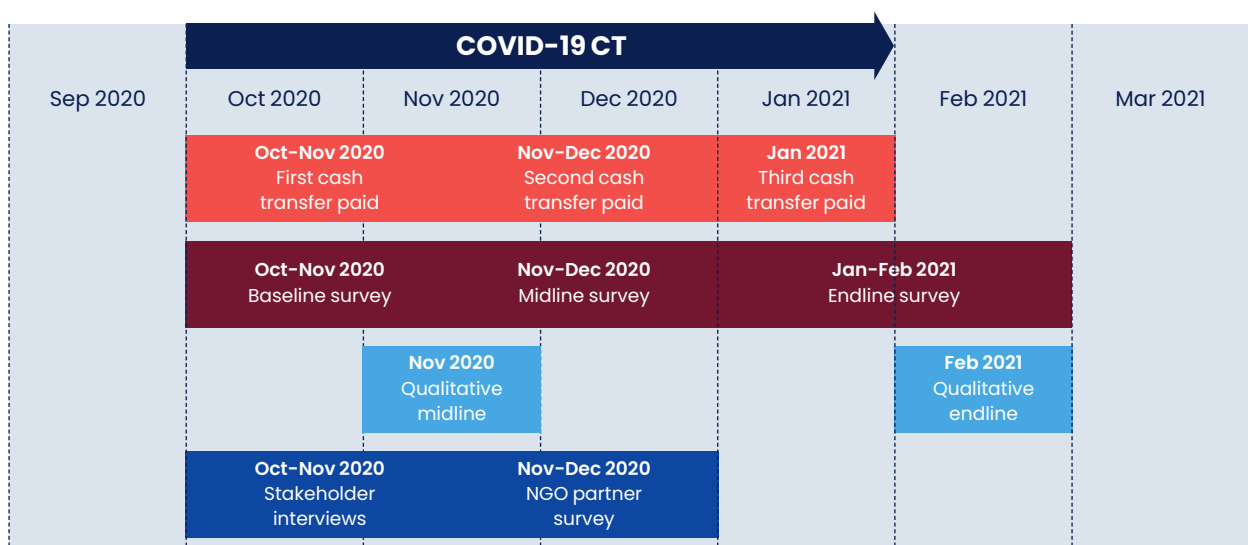 COVID-19 CT
Sep 2020
Oct 2020
Nov 2020
Dec 2020
Jan 2021
Feb 2021
Mar 2021
Oct-Nov 2020
First cash
transfer paid
Nov-Dec 2020
Second cash
transfer paid
Jan 2021
Third cash
transfer paid
Oct-Nov 2020
Baseline survey
Nov-Dec 2020
Midline survey
Jan-Feb 2021
Endline survey
Nov 2020
Qualitative
midline
Feb 2021
Qualitative
endline
Oct-Nov 2020
Stakeholder
interviews
Nov-Dec 2020
NGO partner
survey